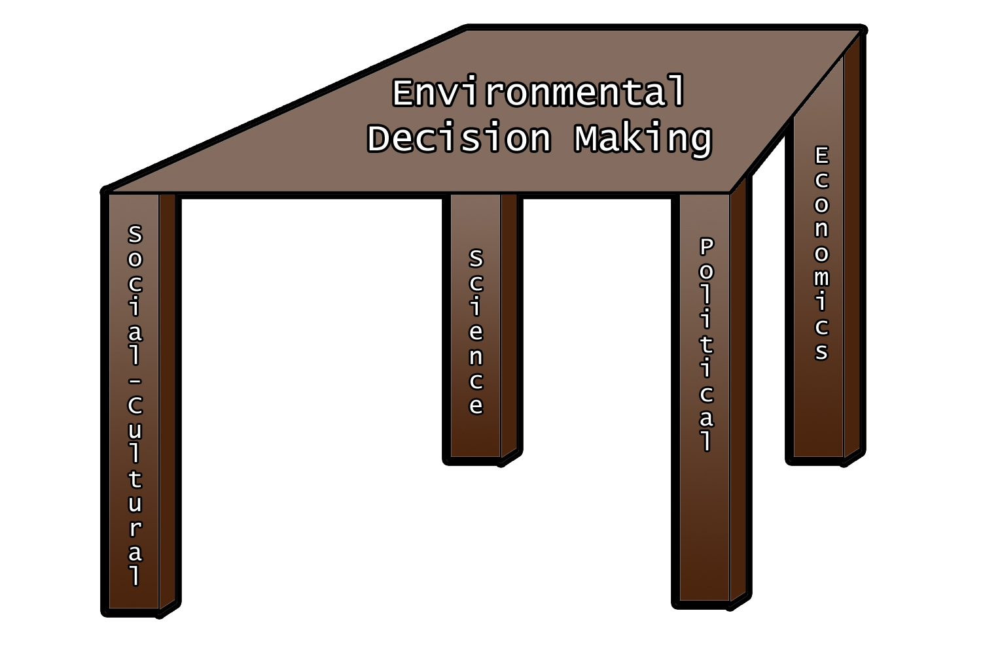 Environmental
Decision Making
Social-Cultural
Science
Political
Economics